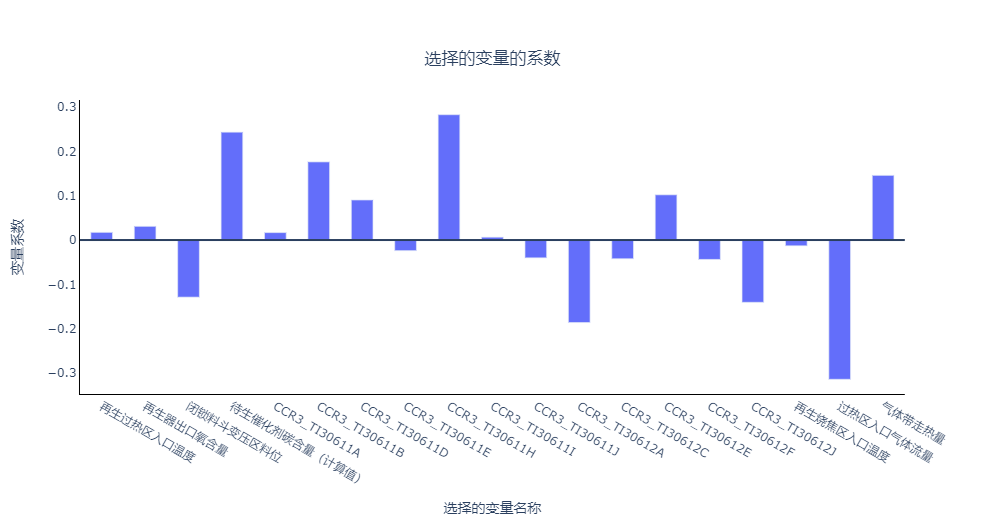 选择的变量的系数
变量系数
0.3
0.2
0.1
0
−0.1
−0.2
−0.3
再生过热区入口温度
再生器出口氧含量
闭锁料斗变压区料位
待生催化剂碳含量（计算值）
CCR3_TI30611A
CCR3_TI30611B
CCR3_TI30611D
CCR3_TI30611E
CCR3_TI30611H
CCR3_TI30611I
CCR3_TI30611J
CCR3_TI30612A
CCR3_TI30612C
CCR3_TI30612E
CCR3_TI30612F
CCR3_TI30612J
再生烧焦区入口温度
过热区入口气体流量
气体带走热量
选择的变量名称